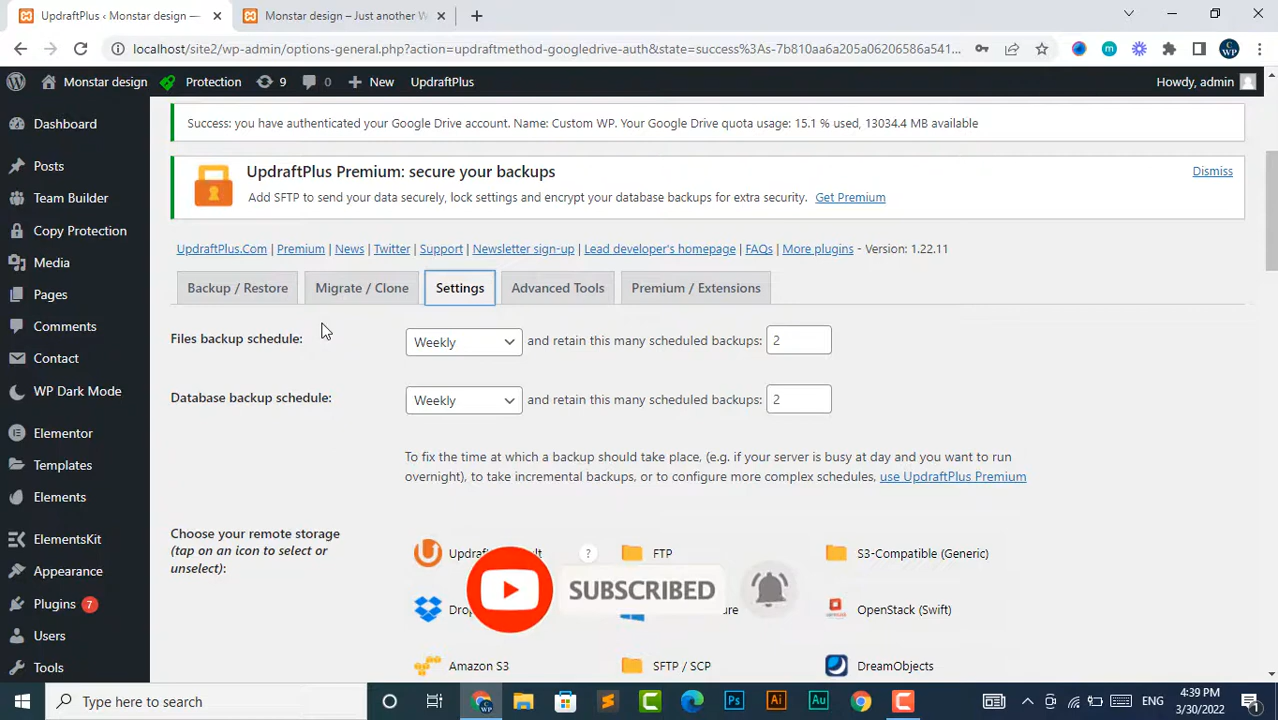 UpdraftPlus ‹ Monstar design —
Monstar design – Just another W
localhost/site2/wp-admin/options-general.php?action=updraftmethod-googledrive-auth&state=success%3As-7b810aa6a205a06206586a541...
Monstar design
Protection
9
0
New
UpdraftPlus
Howdy, admin
Dashboard
Posts
Team Builder
Copy Protection
Media
Pages
Comments
Contact
WP Dark Mode
Elementor
Templates
Elements
ElementsKit
Appearance
Plugins 7
Users
Tools
Success: you have authenticated your Google Drive account. Name: Custom WP. Your Google Drive quota usage: 15.1 % used, 13034.4 MB available
UpdraftPlus Premium: secure your backups
Dismiss
Add SFTP to send your data securely, lock settings and encrypt your database backups for extra security. Get Premium
UpdraftPlus.Com | Premium | News | Twitter | Support | Newsletter sign-up | Lead developer's homepage | FAQs | More plugins - Version: 1.22.11
Backup / Restore
Migrate / Clone
Settings
Advanced Tools
Premium / Extensions
Files backup schedule:
Weekly
and retain this many scheduled backups: 2
Database backup schedule:
Weekly
and retain this many scheduled backups: 2
To fix the time at which a backup should take place, (e.g. if your server is busy at day and you want to run
overnight), to take incremental backups, or to configure more complex schedules, use UpdraftPlus Premium
Choose your remote storage
(tap on an icon to select or
unselect):
?
FTP
S3-Compatible (Generic)
OpenStack (Swift)
Amazon S3
SFTP / SCP
DreamObjects
SUBSCRIBED
Type here to search
ENG
4:39 PM
3/30/2022
1